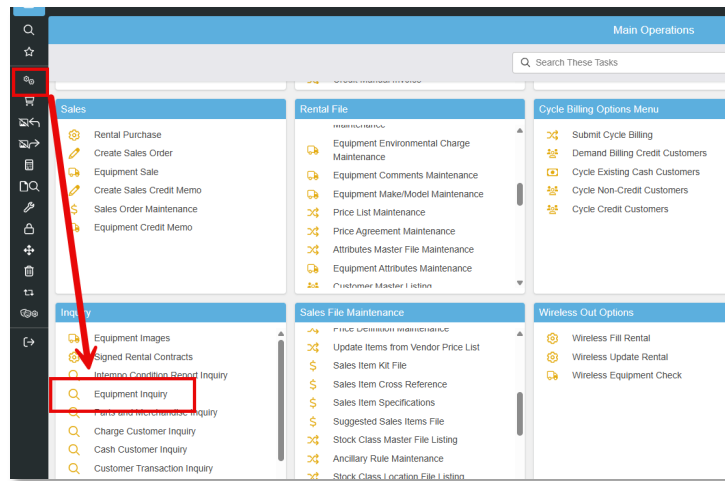 Main Operations
Search These Tasks
Sales
Rental Purchase
Create Sales Order
Equipment Sale
Create Sales Credit Memo
Sales Order Maintenance
Equipment Credit Memo
Rental File
Maintenance
Equipment Environmental Charge
Maintenance
Equipment Comments Maintenance
Equipment Make/Model Maintenance
Price List Maintenance
Price Agreement Maintenance
Attributes Master File Maintenance
Equipment Attributes Maintenance
Customer Master Listing
Cycle Billing Options Menu
Submit Cycle Billing
Demand Billing Credit Customers
Cycle Existing Cash Customers
Cycle Non-Credit Customers
Cycle Credit Customers
Inquiry
Equipment Images
Signed Rental Contracts
Intempo Condition Report Inquiry
Equipment Inquiry
Parts and Merchandise Inquiry
Charge Customer Inquiry
Cash Customer Inquiry
Customer Transaction Inquiry
Sales File Maintenance
Price Definition Maintenance
Update Items from Vendor Price List
Sales Item Kit File
Sales Item Cross Reference
Sales Item Specifications
Suggested Sales Items File
Stock Class Master File Listing
Ancillary Rule Maintenance
Stock Class Location File Listing
Wireless Out Options
Wireless Fill Rental
Wireless Update Rental
Wireless Equipment Check